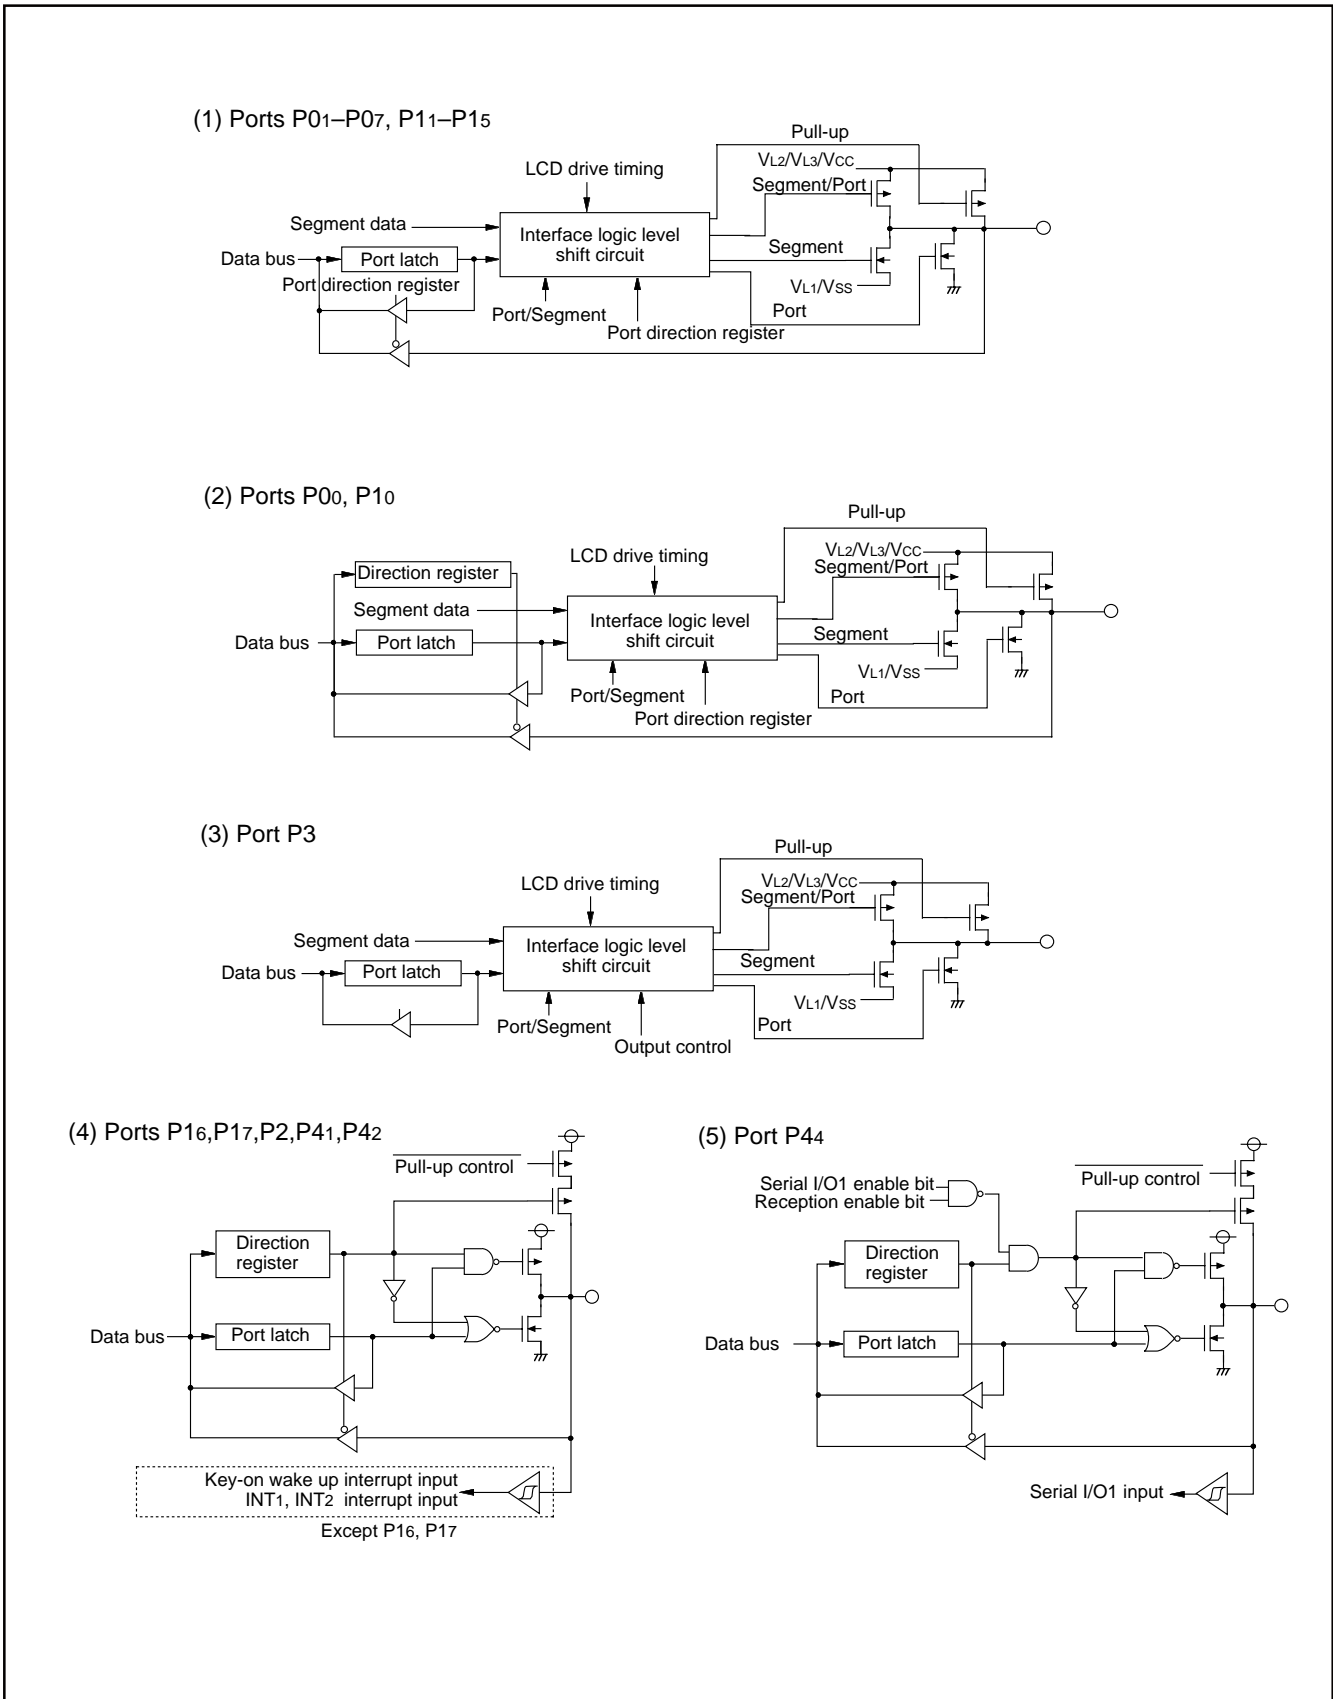 (1) Ports P01–P07, P11–P15
Pull-up
VL2/VL3/VCC
LCD drive timing
Segment/Port
Segment data
Interface logic level
shift circuit
Segment
Data bus
Port latch
Port direction register
VL1/VSS
Port/Segment
Port
Port direction register
(2) Ports P00, P10
Pull-up
VL2/VL3/VCC
LCD drive timing
Segment/Port
Direction register
Segment data
Interface logic level
shift circuit
Segment
Data bus
Port latch
VL1/VSS
Port/Segment
Port
Port direction register
(3) Port P3
Pull-up
VL2/VL3/VCC
LCD drive timing
Segment/Port
Segment data
Interface logic level
shift circuit
Segment
Data bus
Port latch
VL1/VSS
Port/Segment
Port
Output control
(4) Ports P16,P17,P2,P41,P42
Pull-up control
Direction
register
Data bus
Port latch
Key-on wake up interrupt input
INT1, INT2 interrupt input
Except P16, P17
(5) Port P44
Pull-up control
Serial I/O1 enable bit
Reception enable bit
Direction
register
Data bus
Port latch
Serial I/O1 input